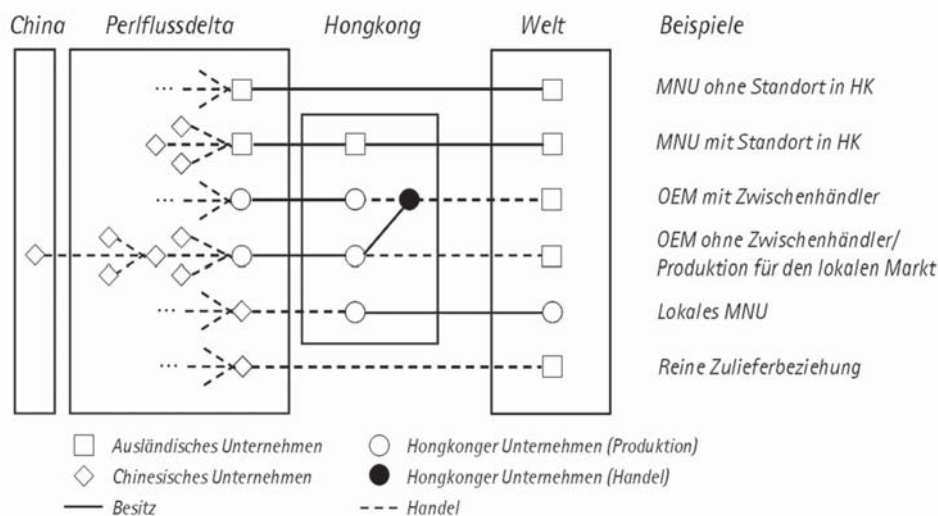 China Perlflussdelta Hongkong Welt Beispiele
... MNU ohne Standort in HK
MNU mit Standort in HK
... OEM mit Zwischenhändler
OEM ohne Zwischenhändler/
Produktion für den lokalen Markt
... Lokales MNU
... Reine Zulieferbeziehung
Ausländisches Unternehmen Hongkonger Unternehmen (Produktion)
Chinesisches Unternehmen Hongkonger Unternehmen (Handel)
Besitz Handel